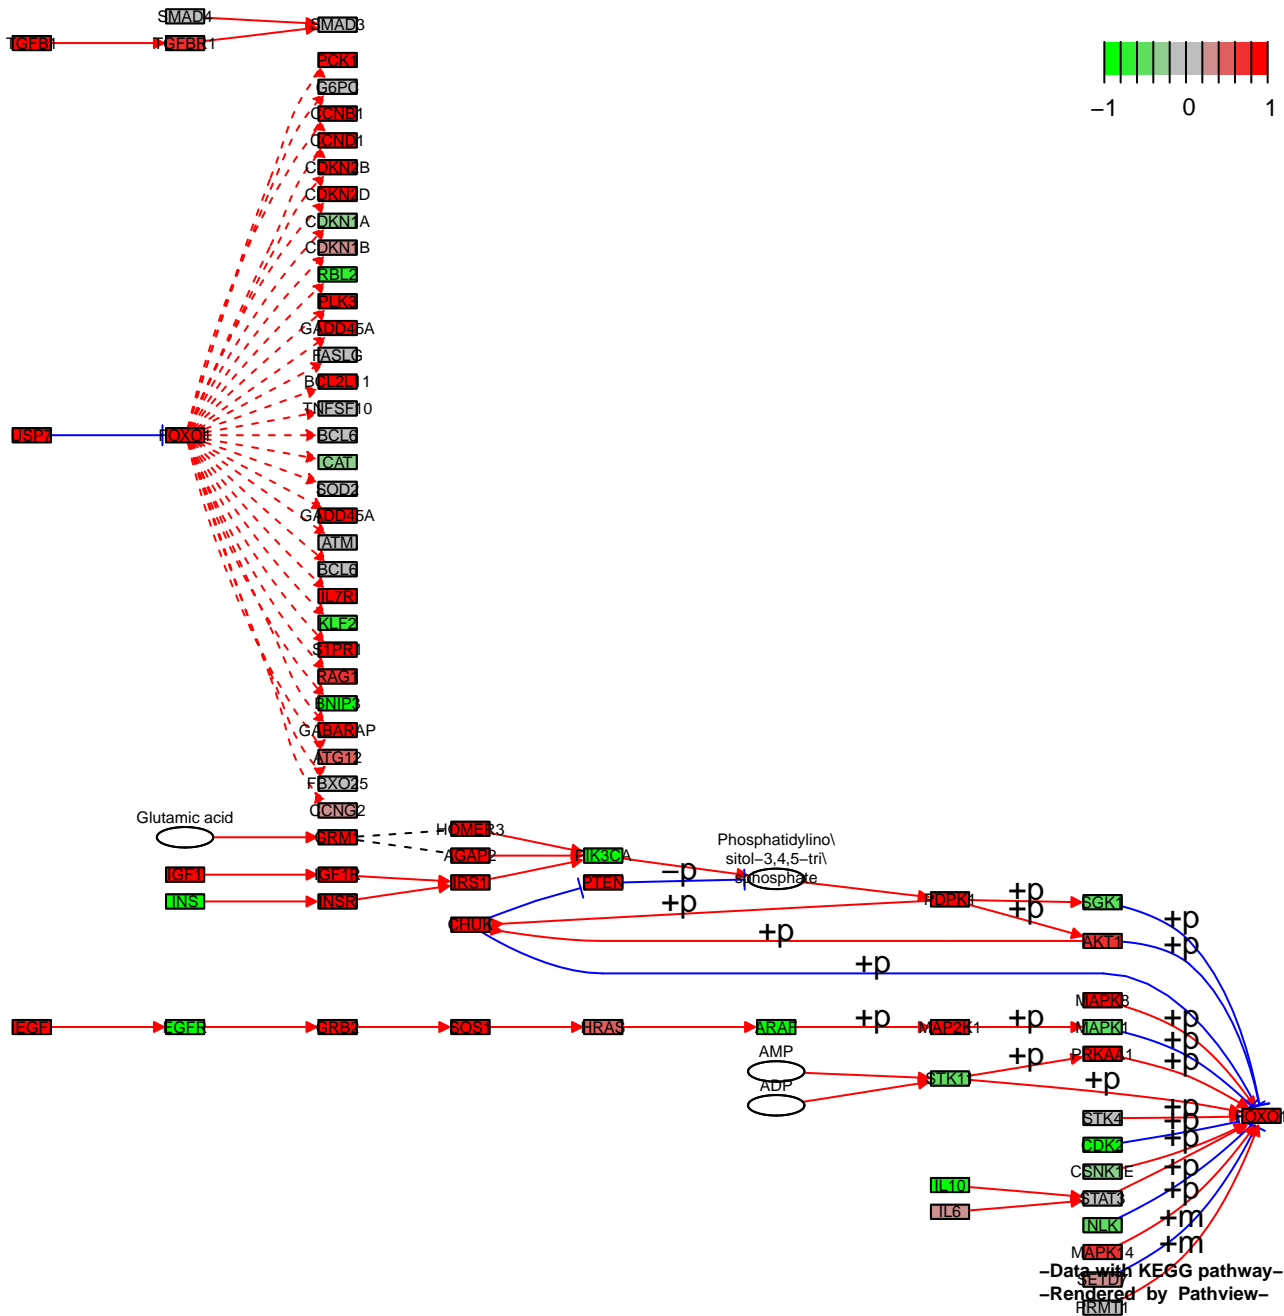 SMAD4
SMAD3
TGFB1
TGFBR1
PCK1
G6PC
CCNB1
CCND1
CDKN2B
CDKN2D
CDKN1A
CDKN1B
RBL2
PLK3
GADD45A
FASLG
BCL2L11
TNFSF10
USP7
FOXO1
BCL6
CAT
SOD2
GADD45A
ATM
BCL6
IL7R
KLF2
S1PR1
RAG1
BNIP3
GABARAP
ATG12
FBXO25
CCNG2
−1 0 1
Glutamic acid
GRM1
HOMER3
AGAP2
PIK3CA
Phosphatidylino\
sitol−3,4,5−tri\
sphosphate
−p
IGF1
IGF1R
IRS1
PTEN
INS
INSR
CHUK
+p
PDPK1
+p
+p
SGK1
+p
+p
AKT1
+p
+p
MAPK8
EGF
EGFR
GRB2
SOS1
HRAS
ARAF
+p
MAP2K1
+p
MAPK1
+p
+p
AMP
ADP
STK11
+p
PRKAA1
+p
+p
FOXO1
STK4
+p
+p
CDK2
+p
CSNK1E
+p
IL10
IL6
STAT3
+p
NLK
+m
MAPK14
+m
SETD7
PRMT1
−Data with KEGG pathway−
−Rendered by Pathview−